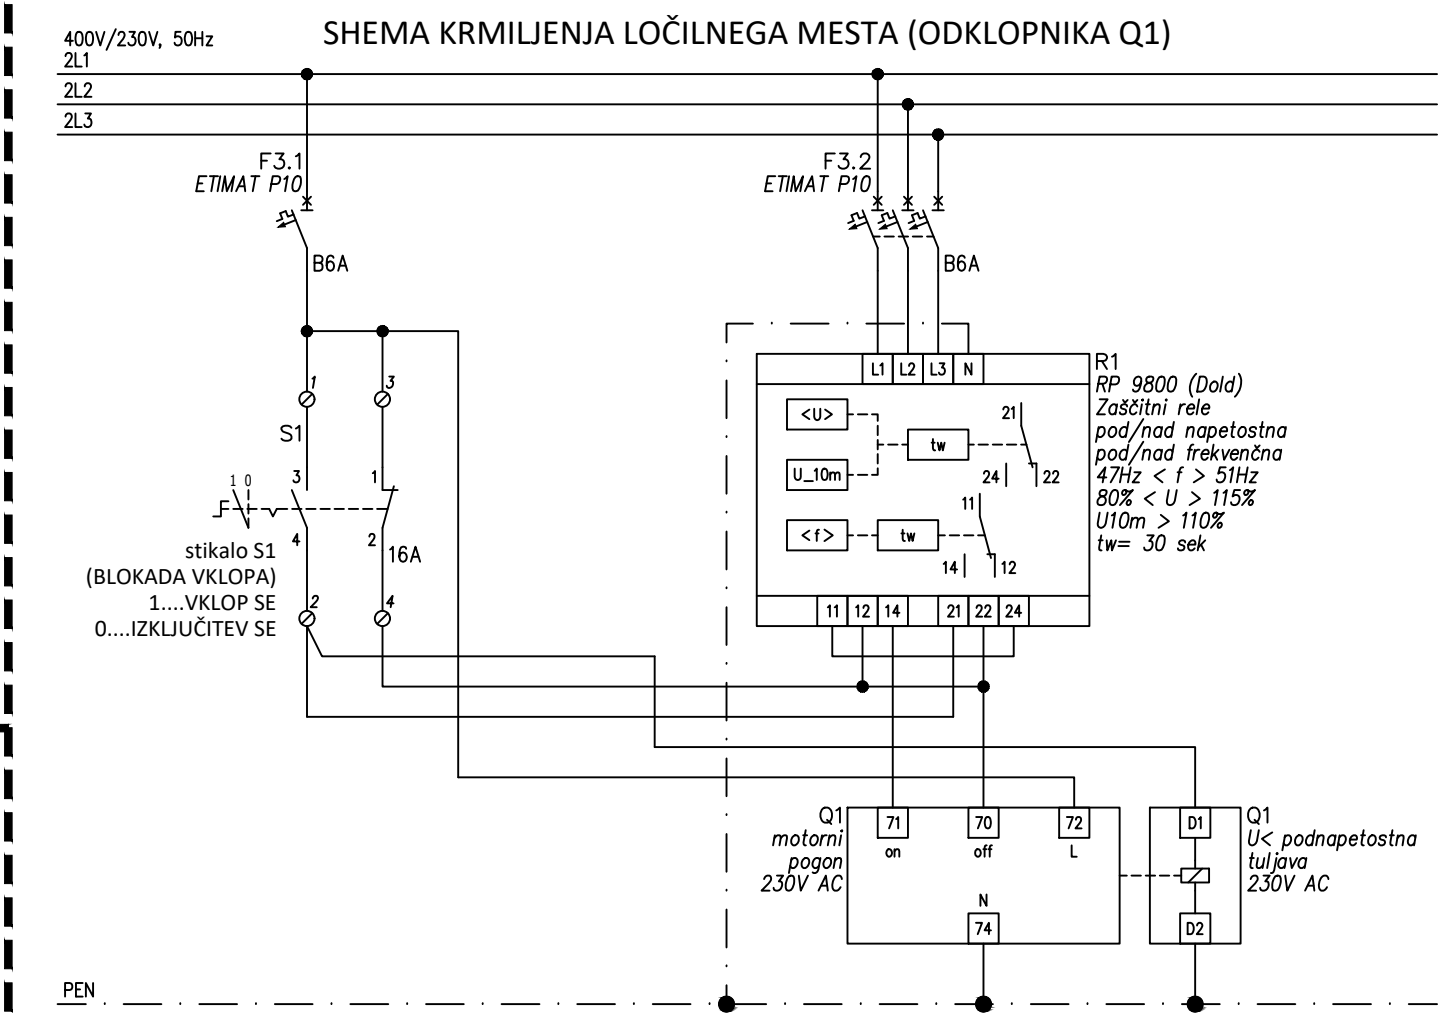 SHEMA KRMILJENJA LOČILNEGA MESTA (ODKLOPNIKA Q1)
400V/230V, 50Hz
2L1
2L2
2L3
F3.1
ETIMAT P10
B6A
F3.2
ETIMAT P10
B6A
1
3
S1
3
1
1 0
4
2
16A
stikalo S1
(BLOKADA VKLOPA)
1....VKLOP SE
0....IZKLJUČITEV SE
2
4
L1 L2 L3 N
<U>
U_10m
tw
21
24 22
<f>
tw
11
14 12
11 12 14 21 22 24
R1
RP 9800 (Dold)
Zaščitni rele
pod/nad napetostna
pod/nad frekvenčna
47Hz < f > 51Hz
80% < U > 115%
U10m > 110%
tw= 30 sek
Q1
motorni
pogon
230V AC
71 70 72
on off L
N
74
D1
D2
Q1
U< podnapetostna
tuljava
230V AC
PEN